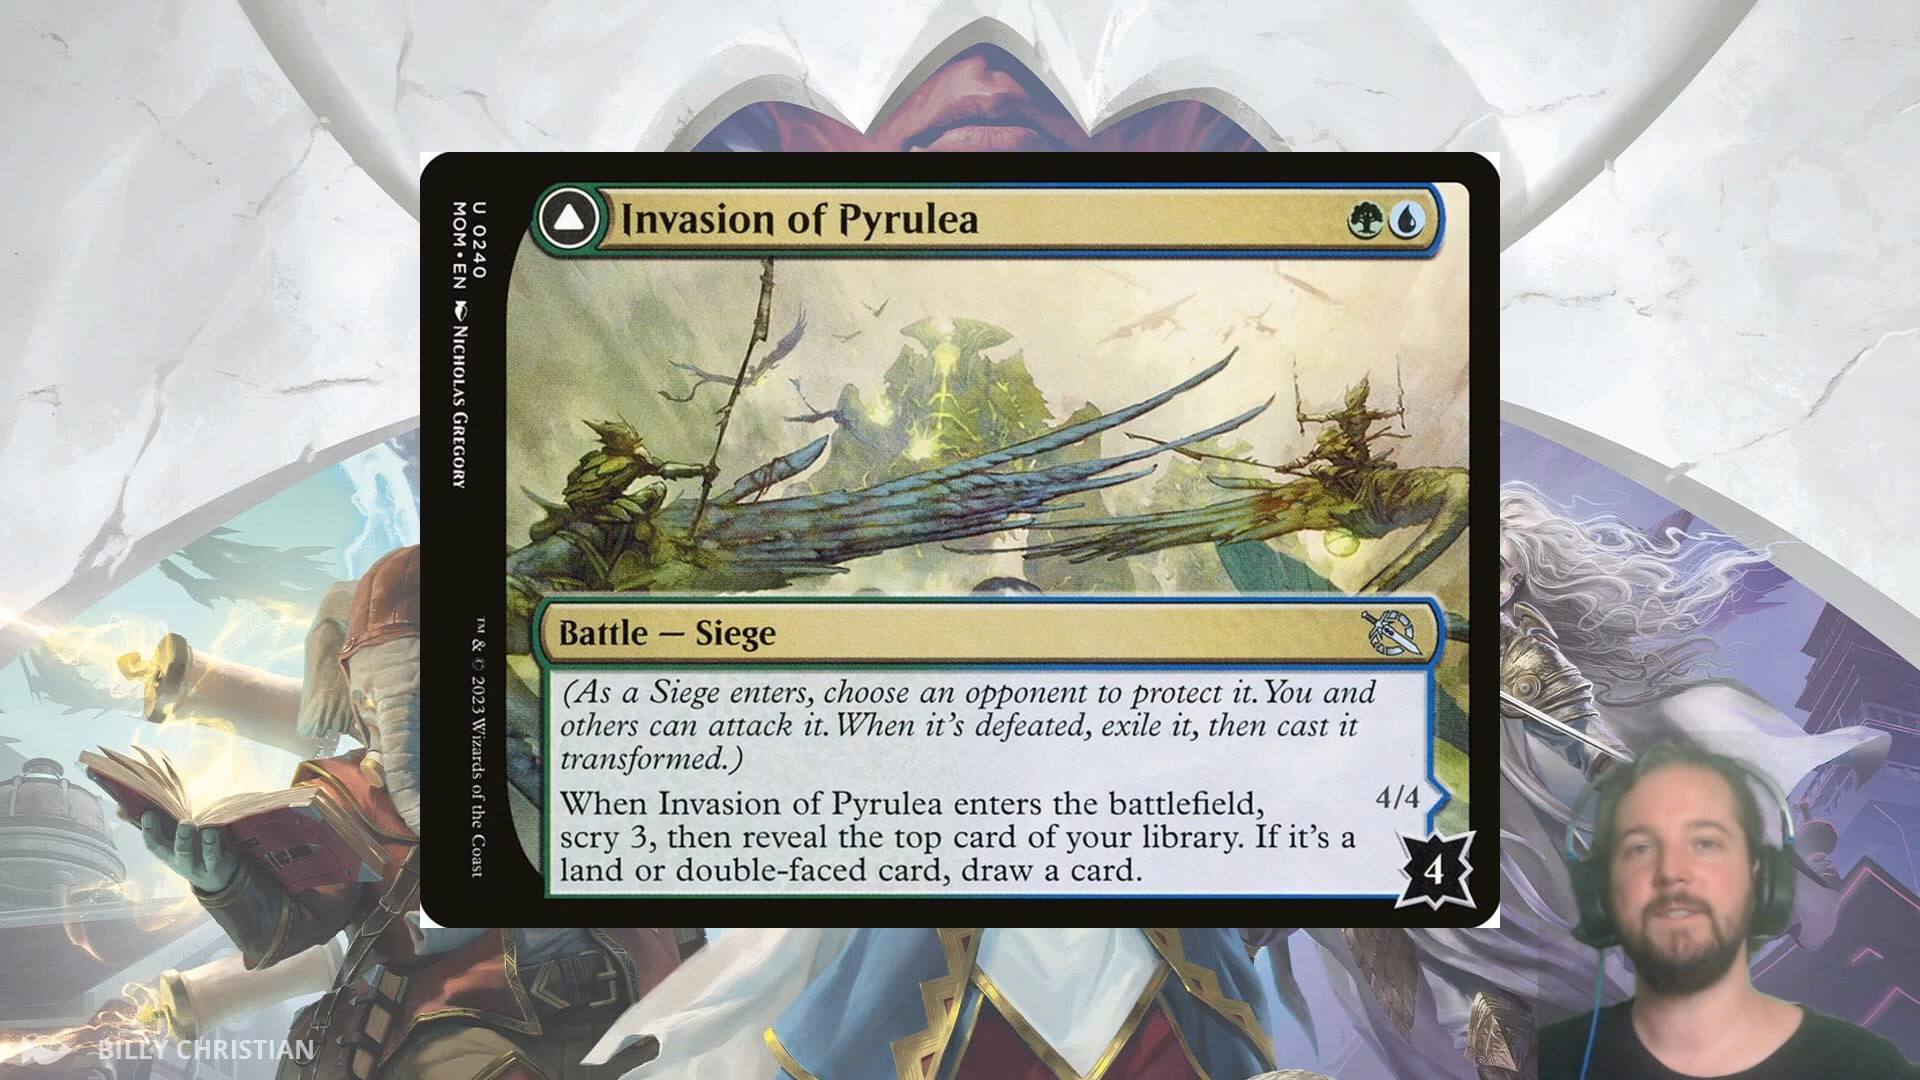 Invasion of Pyrulea
U 0240
MOM • EN NICHOLAS GREGORY
Battle — Siege
(As a Siege enters, choose an opponent to protect it. You and
others can attack it. When it's defeated, exile it, then cast it
transformed.)
When Invasion of Pyrulea enters the battlefield,
scry 3, then reveal the top card of your library. If it's a
land or double-faced card, draw a card.
4/4
4
™ & © 2023 Wizards of the Coast
BILLY CHRISTIAN